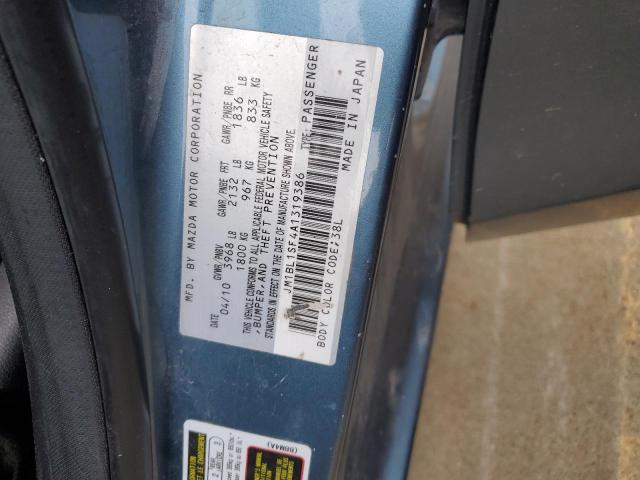 MFD. BY MAZDA MOTOR CORPORATION
DATE GVWR/PNBV GAWR/PNBE FRT GAWR/PNBE RR
04/10 3968 LB 2132 LB 1836 LB
1800 KG 967 KG 833 KG
THIS VEHICLE CONFORMS TO ALL APPLICABLE FEDERAL MOTOR VEHICLE SAFETY
, BUMPER, AND THEFT PREVENTION
STANDARDS IN EFFECT ON THE DATE OF MANUFACTURE SHOWN ABOVE.
JM1BL1SF4A1319386 TYPE: PASSENGER
BODY COLOR CODE:38L MADE IN JAPAN
(BBM4A)